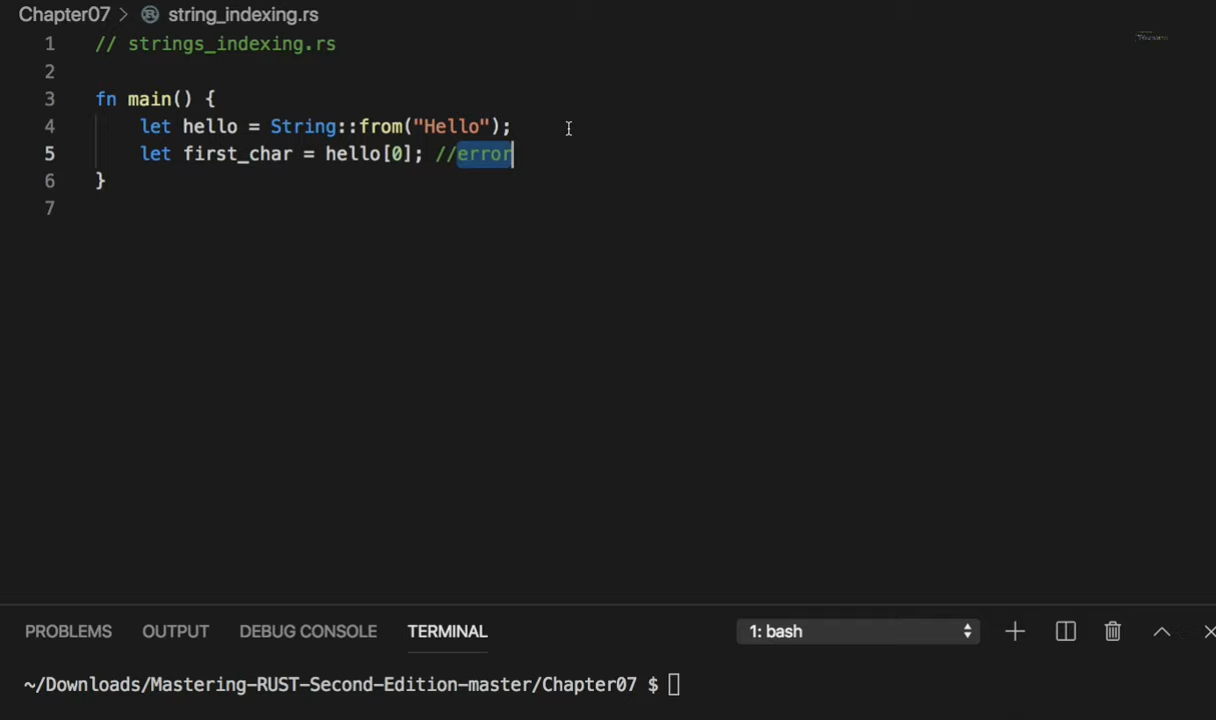 Chapter07 > string_indexing.rs
1 // strings_indexing.rs
2
3 fn main() {
4 let hello = String::from("Hello");
5 let first_char = hello[0]; //error
6 }
7
PROBLEMS OUTPUT DEBUG CONSOLE TERMINAL 1: bash
~/Downloads/Mastering-RUST-Second-Edition-master/Chapter07 $